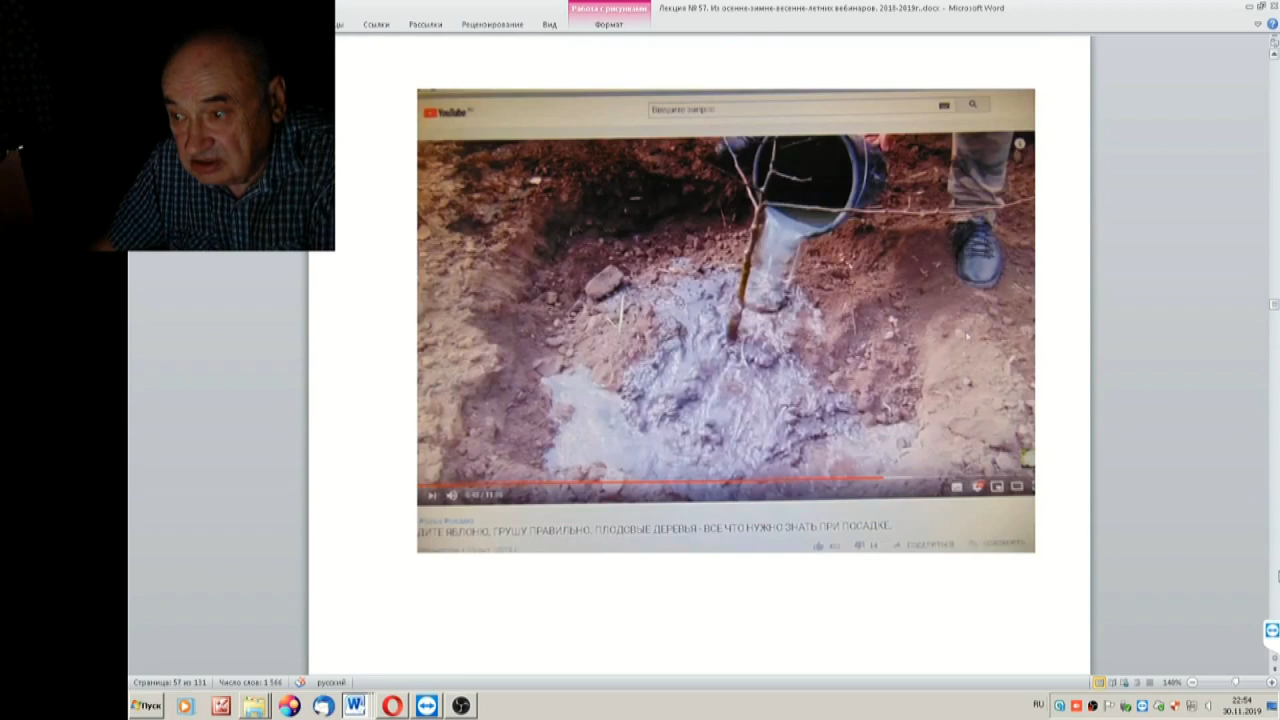 Работа с рисунками
Лекция № 57. Из осенне-зимне-весенне-летних вебинаров. 2018-2019г..docx - Microsoft Word
Ссылки
Рассылки
Рецензирование
Вид
Формат
YouTube
Введите запрос
ДИТЕ ЯБЛОНЮ, ГРУШУ ПРАВИЛЬНО. ПЛОДОВЫЕ ДЕРЕВЬЯ - ВСЕ ЧТО НУЖНО ЗНАТЬ ПРИ ПОСАДКЕ.
ПОДЕЛИТЬСЯ
Страница: 57 из 131
Число слов: 1 566
русский
140%
Пуск
RU
22:54
30.11.2019